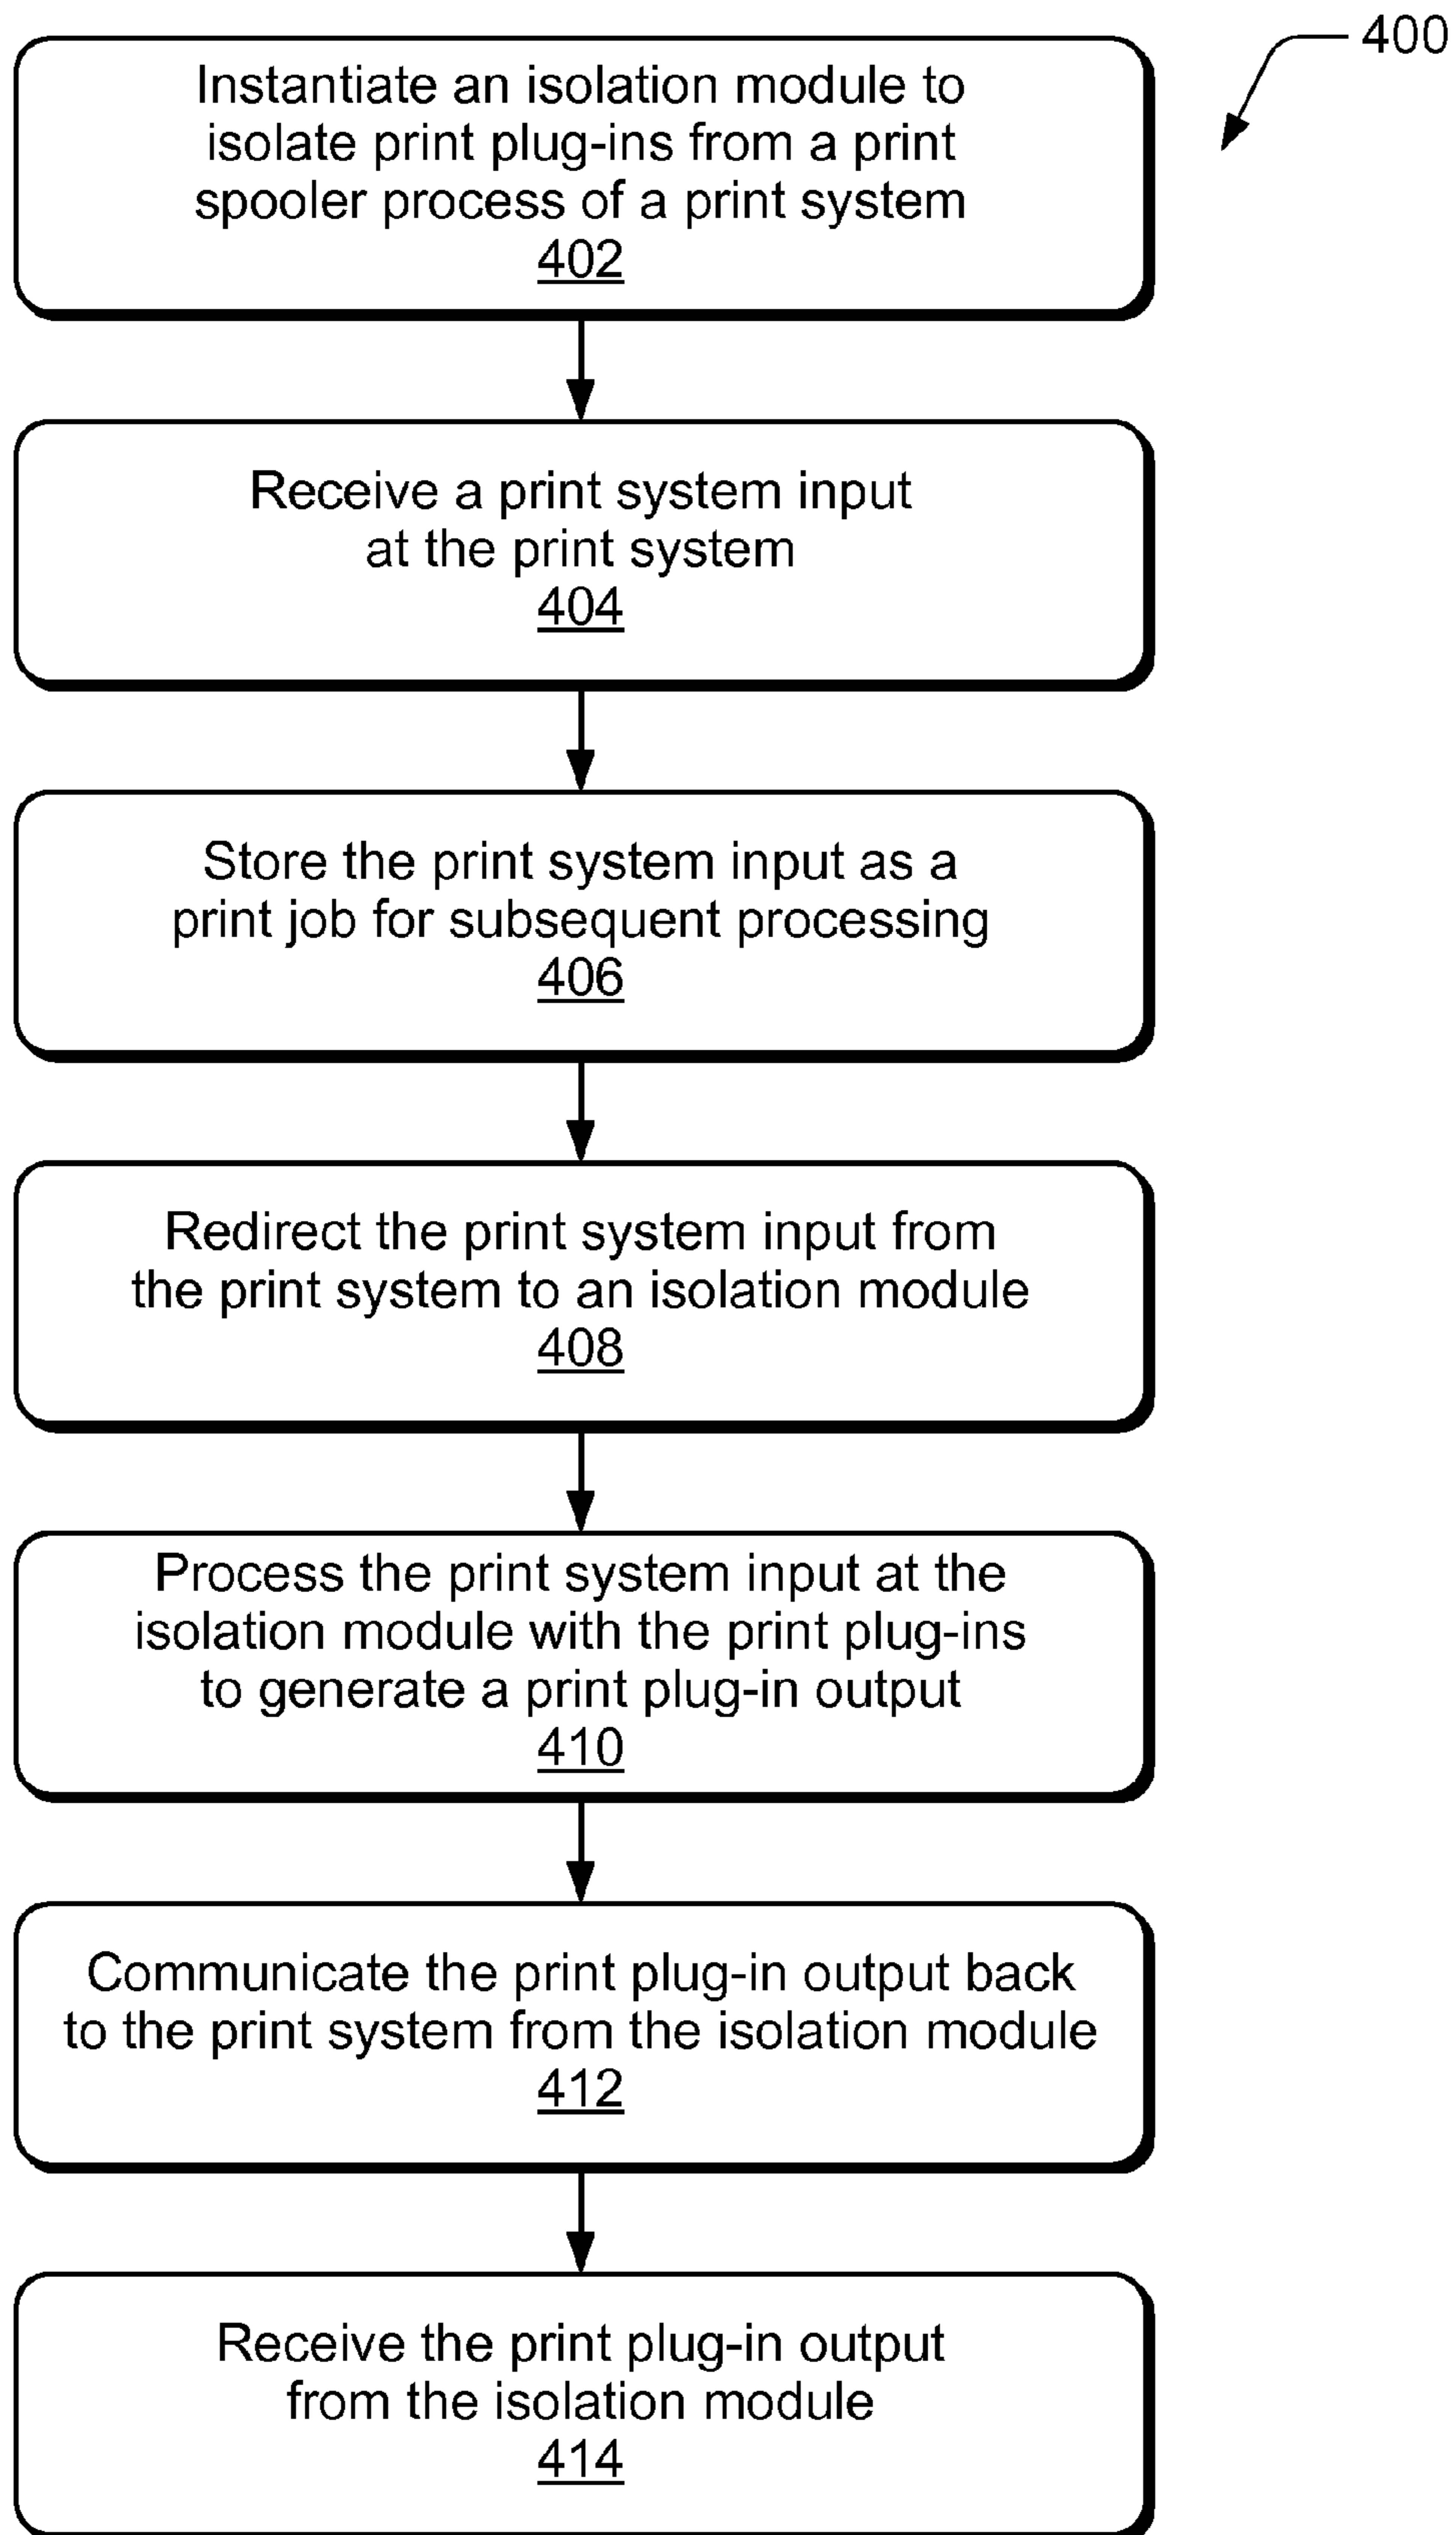 400
Instantiate an isolation module to
isolate print plug-ins from a print
spooler process of a print system
402
Receive a print system input
at the print system
404
Store the print system input as a
print job for subsequent processing
406
Redirect the print system input from
the print system to an isolation module
408
Process the print system input at the
isolation module with the print plug-ins
to generate a print plug-in output
410
Communicate the print plug-in output back
to the print system from the isolation module
412
Receive the print plug-in output
from the isolation module
414